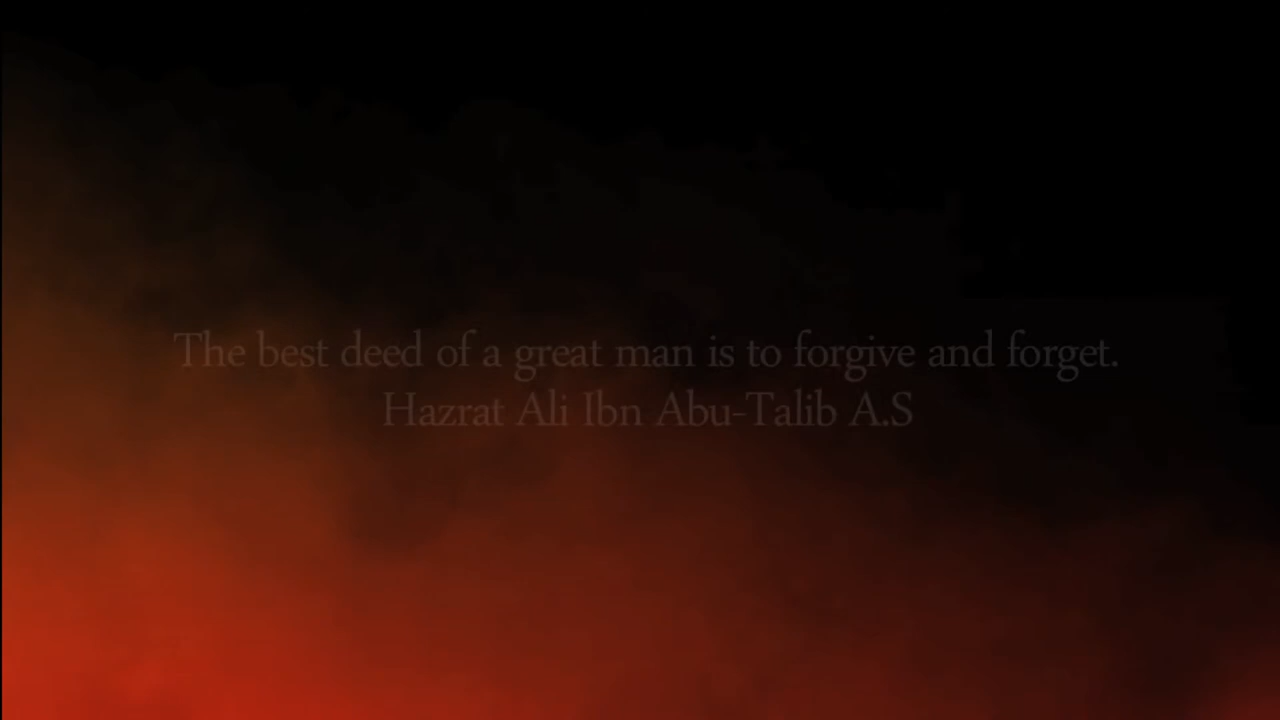 The best deed of a great man is to forgive and forget.
Hazrat Ali Ibn Abu-Talib A.S